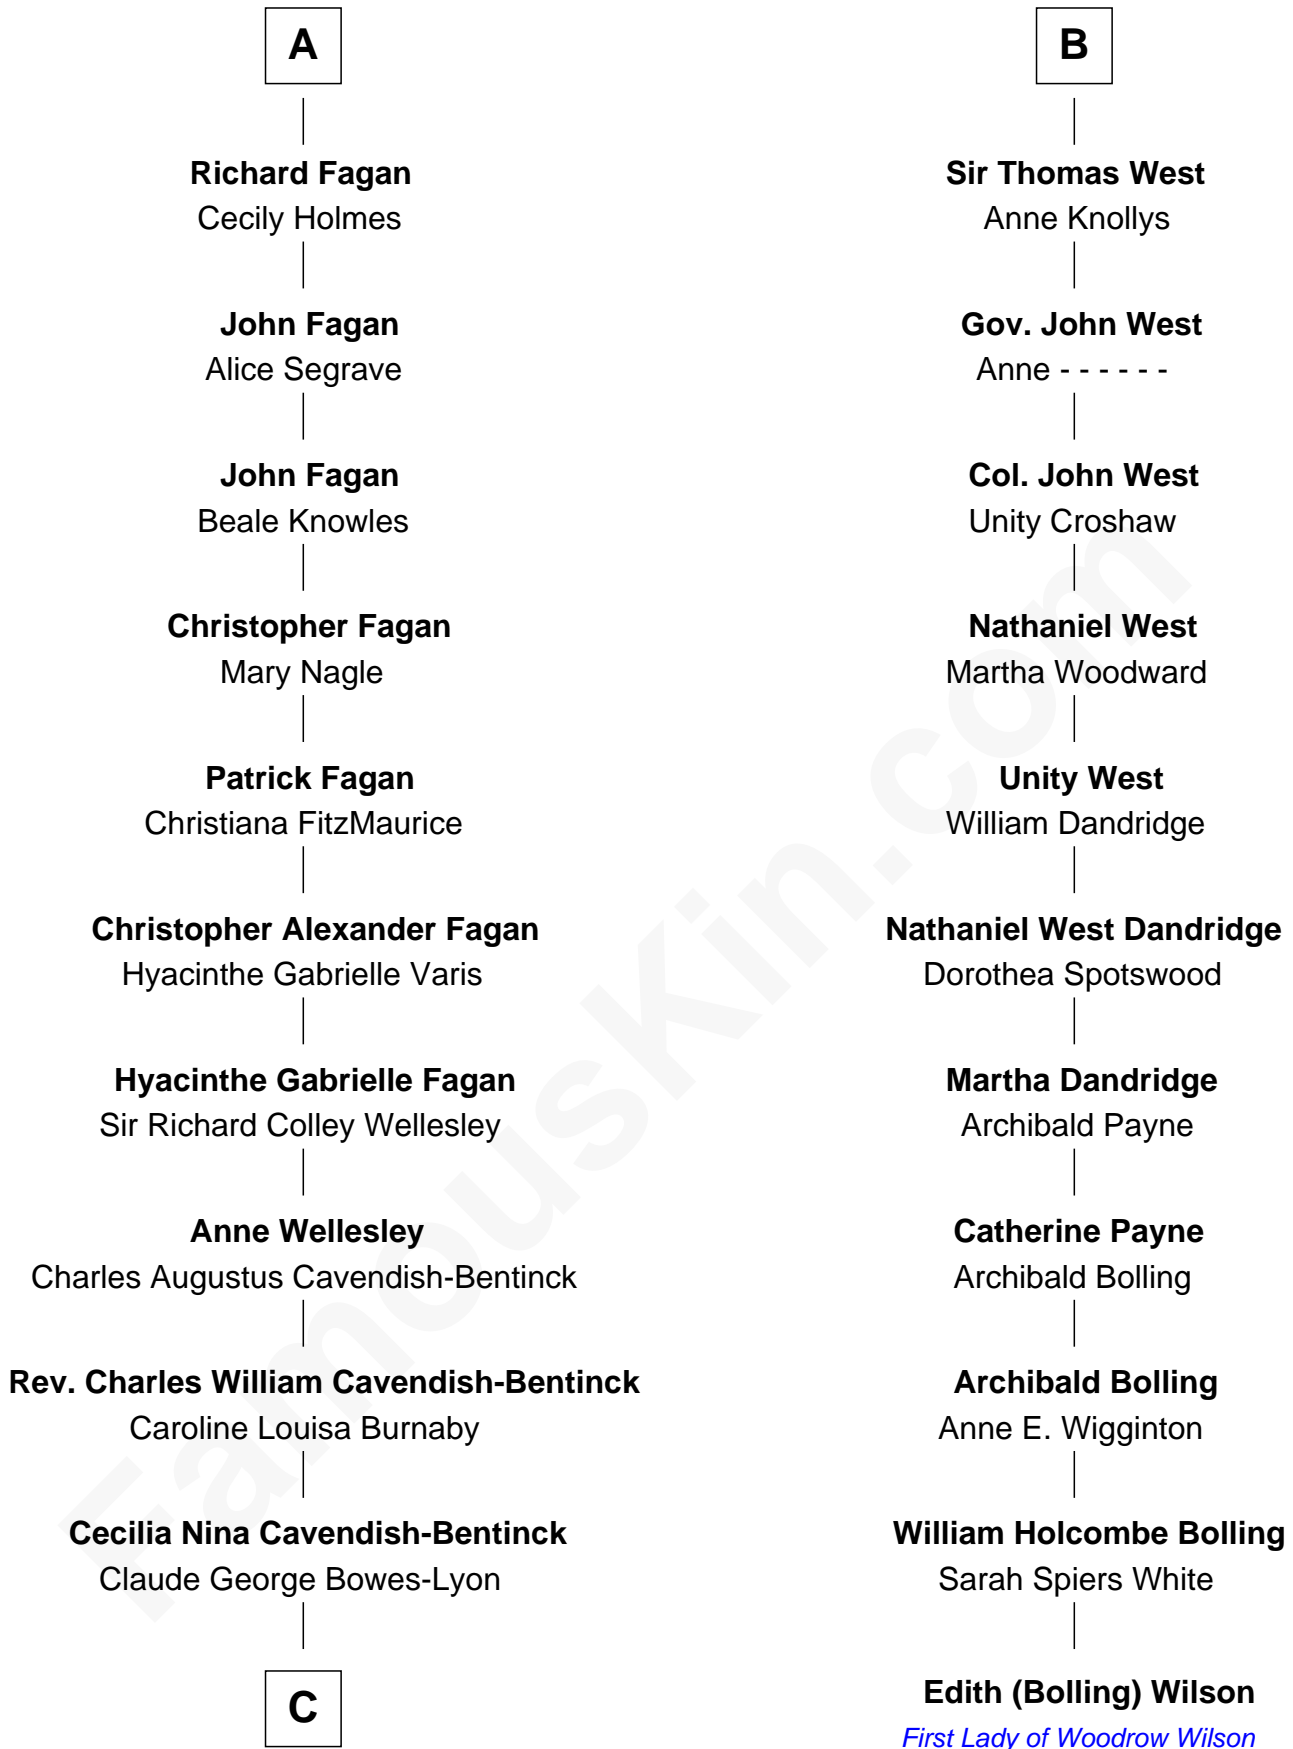 A
Richard Fagan
Cecily Holmes
John Fagan
Alice Segrave
John Fagan
Beale Knowles
Christopher Fagan
Mary Nagle
Patrick Fagan
Christiana FitzMaurice
Christopher Alexander Fagan
Hyacinthe Gabrielle Varis
Hyacinthe Gabrielle Fagan
Sir Richard Colley Wellesley
Anne Wellesley
Charles Augustus Cavendish-Bentinck
Rev. Charles William Cavendish-Bentinck
Caroline Louisa Burnaby
Cecilia Nina Cavendish-Bentinck
Claude George Bowes-Lyon
C
B
Sir Thomas West
Anne Knollys
Gov. John West
Anne - - - - - -
Col. John West
Unity Croshaw
Nathaniel West
Martha Woodward
Unity West
William Dandridge
Nathaniel West Dandridge
Dorothea Spotswood
Martha Dandridge
Archibald Payne
Catherine Payne
Archibald Bolling
Archibald Bolling
Anne E. Wigginton
William Holcombe Bolling
Sarah Spiers White
Edith (Bolling) Wilson
First Lady of Woodrow Wilson
FamousKin.com